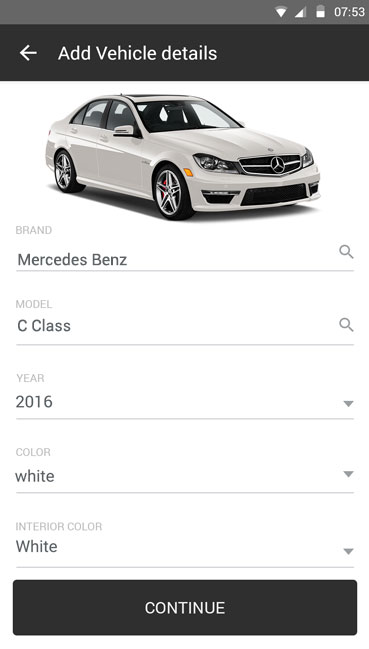 07:53
Add Vehicle details
BRAND
Mercedes Benz
MODEL
C Class
YEAR
2016
COLOR
white
INTERIOR COLOR
White
CONTINUE